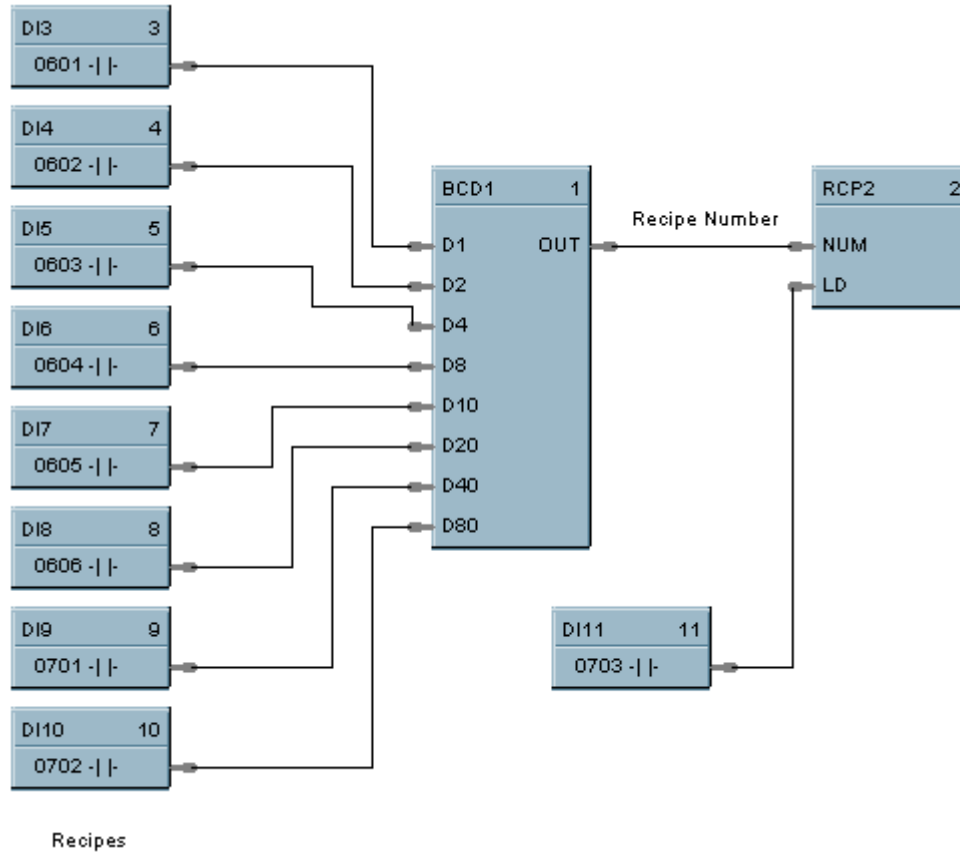 DI3 3
0601 -| |-
DI4 4
0602 -| |-
DI5 5
0603 -| |-
DI6 6
0604 -| |-
DI7 7
0605 -| |-
DI8 8
0606 -| |-
DI9 9
0701 -| |-
DI10 10
0702 -| |-
Recipes
BCD1 1
D1 OUT
D2
D4
D8
D10
D20
D40
D80
Recipe Number
RCP2 2
NUM
LD
DI11 11
0703 -| |-